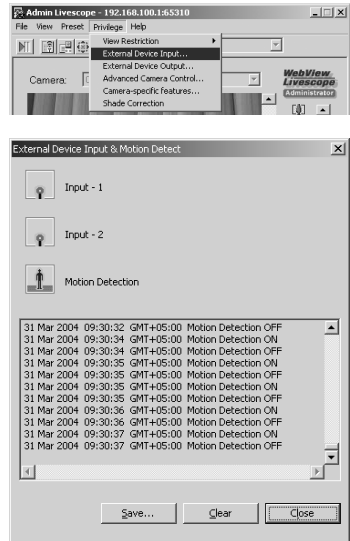 Admin Livescope - 192.168.100.1:65310
File View Preset Privilege Help
View Restriction
External Device Input...
External Device Output...
Advanced Camera Control...
Camera-specific features...
Shade Correction
Camera:
WebView
Livescope
Administrator
External Device Input & Motion Detect
Input - 1
Input - 2
Motion Detection
31 Mar 2004 09:30:32 GMT+05:00 Motion Detection OFF
31 Mar 2004 09:30:34 GMT+05:00 Motion Detection ON
31 Mar 2004 09:30:34 GMT+05:00 Motion Detection OFF
31 Mar 2004 09:30:35 GMT+05:00 Motion Detection ON
31 Mar 2004 09:30:35 GMT+05:00 Motion Detection OFF
31 Mar 2004 09:30:35 GMT+05:00 Motion Detection ON
31 Mar 2004 09:30:35 GMT+05:00 Motion Detection OFF
31 Mar 2004 09:30:36 GMT+05:00 Motion Detection ON
31 Mar 2004 09:30:36 GMT+05:00 Motion Detection OFF
31 Mar 2004 09:30:37 GMT+05:00 Motion Detection ON
31 Mar 2004 09:30:37 GMT+05:00 Motion Detection OFF
Save... Clear Close